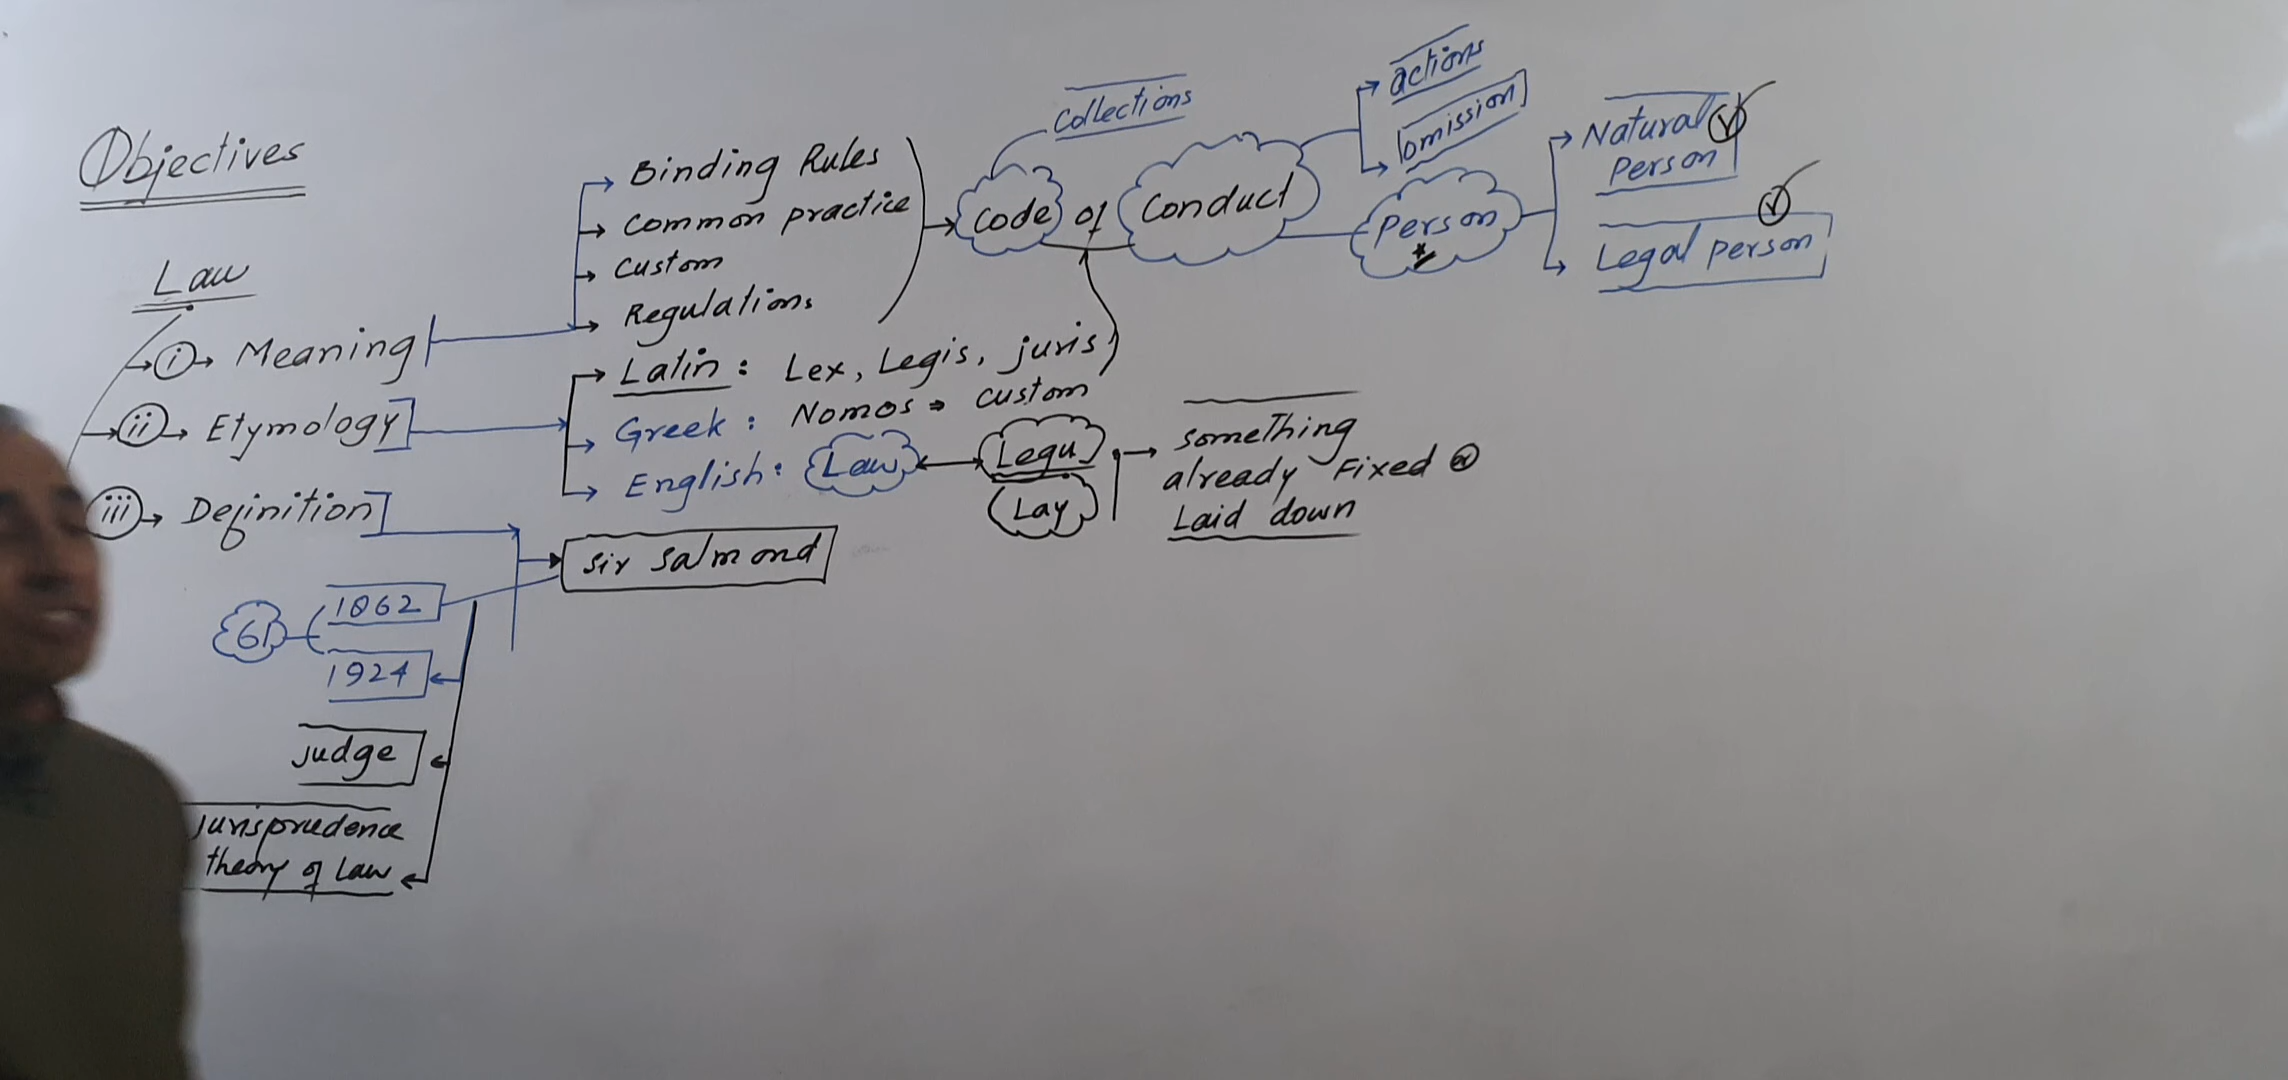 Objectives
Law
i → Meaning
ii → Etymology
iii → Definition
Binding Rules
Common practice
Custom
Regulations
Code of Conduct
Collections
actions
omission
Person
Natural
Person
Legal person
Latin : Lex, Legis, juris
Greek : Nomos → custom
English : Law
Legu
Lay
something
already Fixed or
Laid down
Sir Salmond
1862
61
1924
judge
jurisprudence
theory of Law